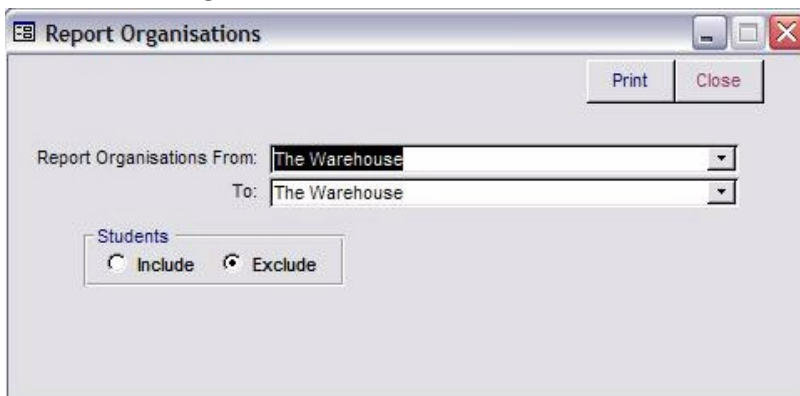 Report Organisations
Print Close
Report Organisations From: The Warehouse
To: The Warehouse
Students
Include Exclude